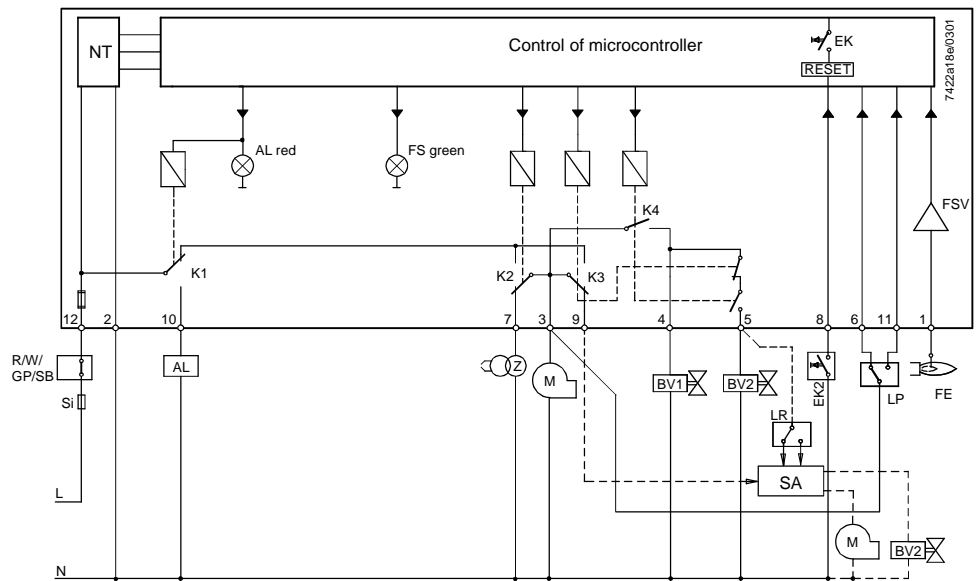 NT
Control of microcontroller
EK
RESET
7422a18e/0301
AL red
FS green
FSV
K4
K1
K2
K3
12
2
10
7
3
9
4
5
8
6
11
1
R/W/
GP/SB
AL
Z
M
BV1
BV2
EK2
LP
FE
Si
LR
SA
L
M
BV2
N